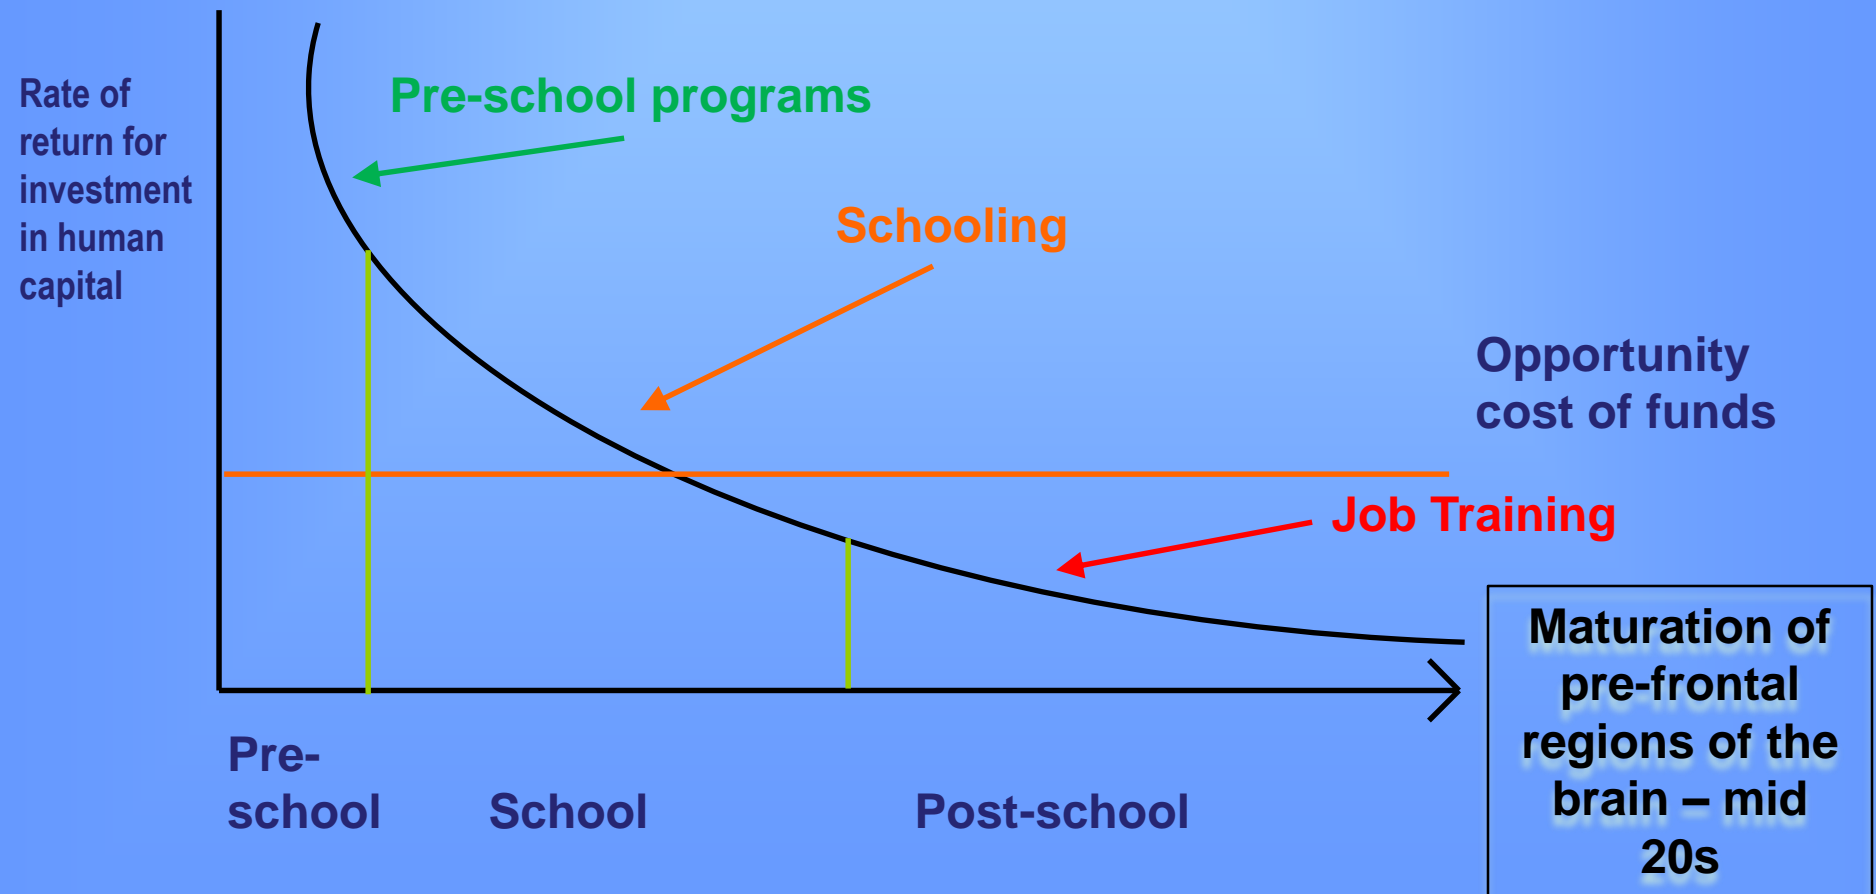 Rate of
return for
investment
in human
capital
Pre-school programs
Schooling
Opportunity
cost of funds
Job Training
Maturation of
pre-frontal
regions of the
brain – mid
20s
Pre-
school
School
Post-school